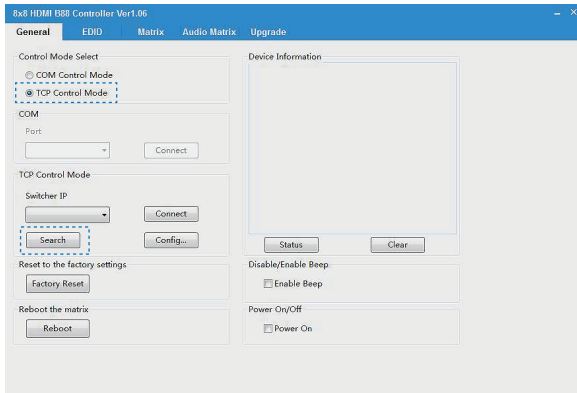 8x8 HDMI B88 Controller Ver1.06
General EDID Matrix Audio Matrix Upgrade
Control Mode Select
COM Control Mode
TCP Control Mode
COM
Port
Connect
TCP Control Mode
Switcher IP
Connect
Search Config...
Reset to the factory settings
Factory Reset
Reboot the matrix
Reboot
Device Information
Status Clear
Disable/Enable Beep
Enable Beep
Power On/Off
Power On